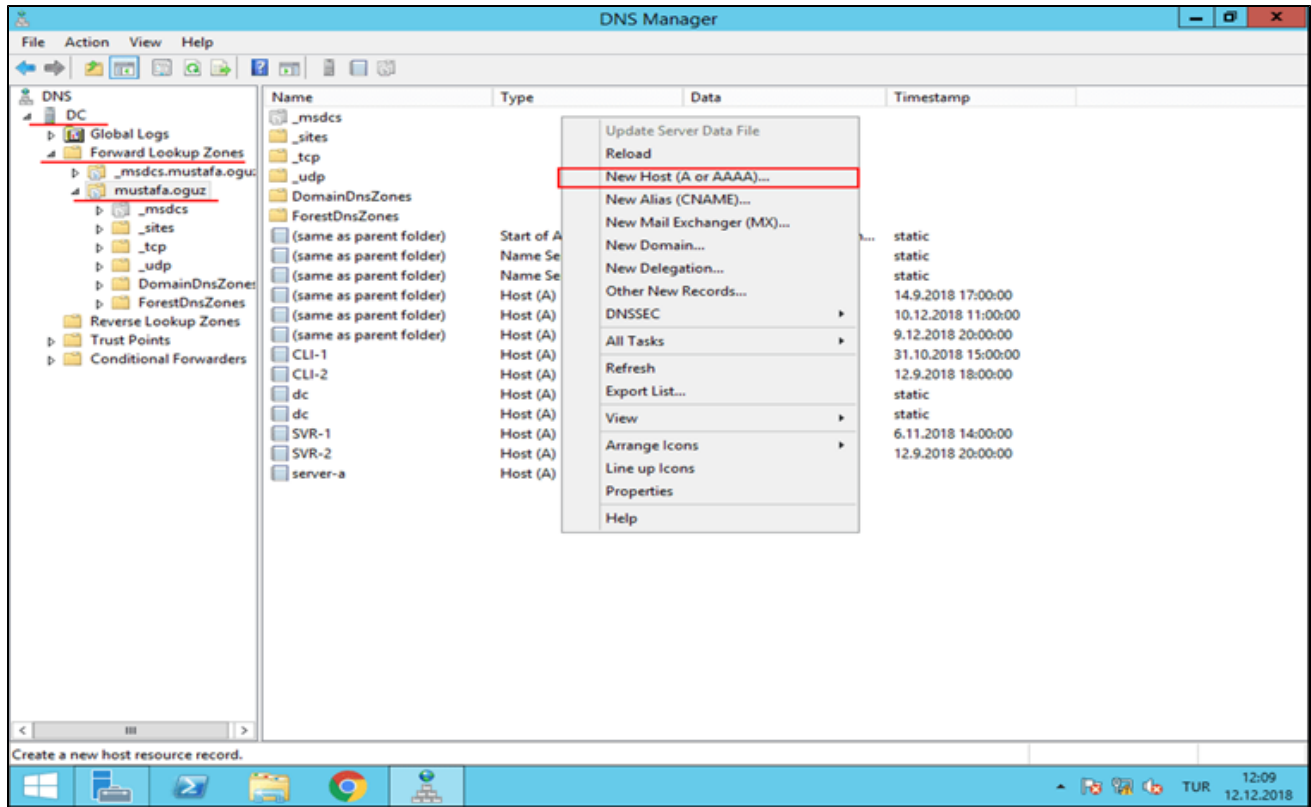 DNS Manager
File Action View Help
DNS
DC
Global Logs
Forward Lookup Zones
_msdcs.mustafa.ogu
mustafa.oguz
_msdcs
_sites
_tcp
_udp
DomainDnsZones
ForestDnsZones
Reverse Lookup Zones
Trust Points
Conditional Forwarders
Name Type Data Timestamp
_msdcs
_sites
_tcp
_udp
DomainDnsZones
ForestDnsZones
(same as parent folder) Start of A static
(same as parent folder) Name Se static
(same as parent folder) Name Se static
(same as parent folder) Host (A) 14.9.2018 17:00:00
(same as parent folder) Host (A) 10.12.2018 11:00:00
(same as parent folder) Host (A) 9.12.2018 20:00:00
CLI-1 Host (A) 31.10.2018 15:00:00
CLI-2 Host (A) 12.9.2018 18:00:00
dc Host (A) static
dc Host (A) static
SVR-1 Host (A) 6.11.2018 14:00:00
SVR-2 Host (A) 12.9.2018 20:00:00
server-a Host (A)
Update Server Data File
Reload
New Host (A or AAAA)...
New Alias (CNAME)...
New Mail Exchanger (MX)...
New Domain...
New Delegation...
Other New Records...
DNSSEC
All Tasks
Refresh
Export List...
View
Arrange Icons
Line up Icons
Properties
Help
Create a new host resource record.
TUR 12:09
12.12.2018